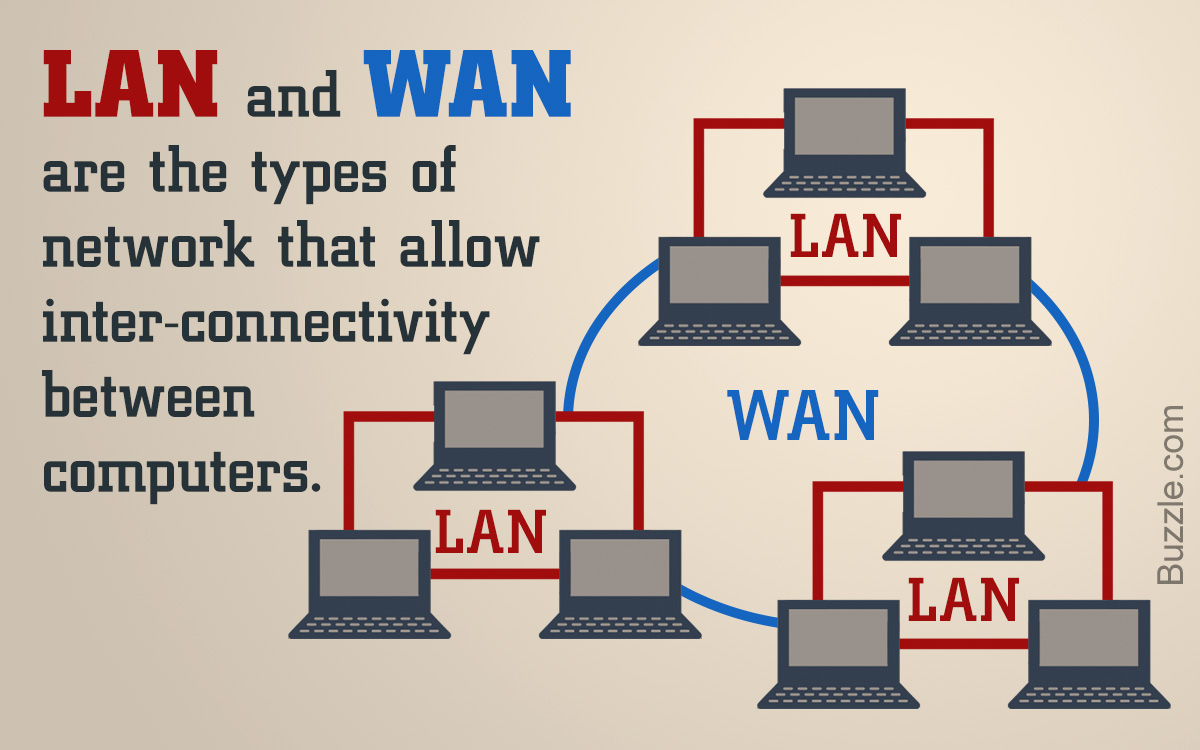 LAN and WAN
are the types of
network that allow
inter-connectivity
between
computers.
LAN
WAN
LAN
LAN
Buzzle.com